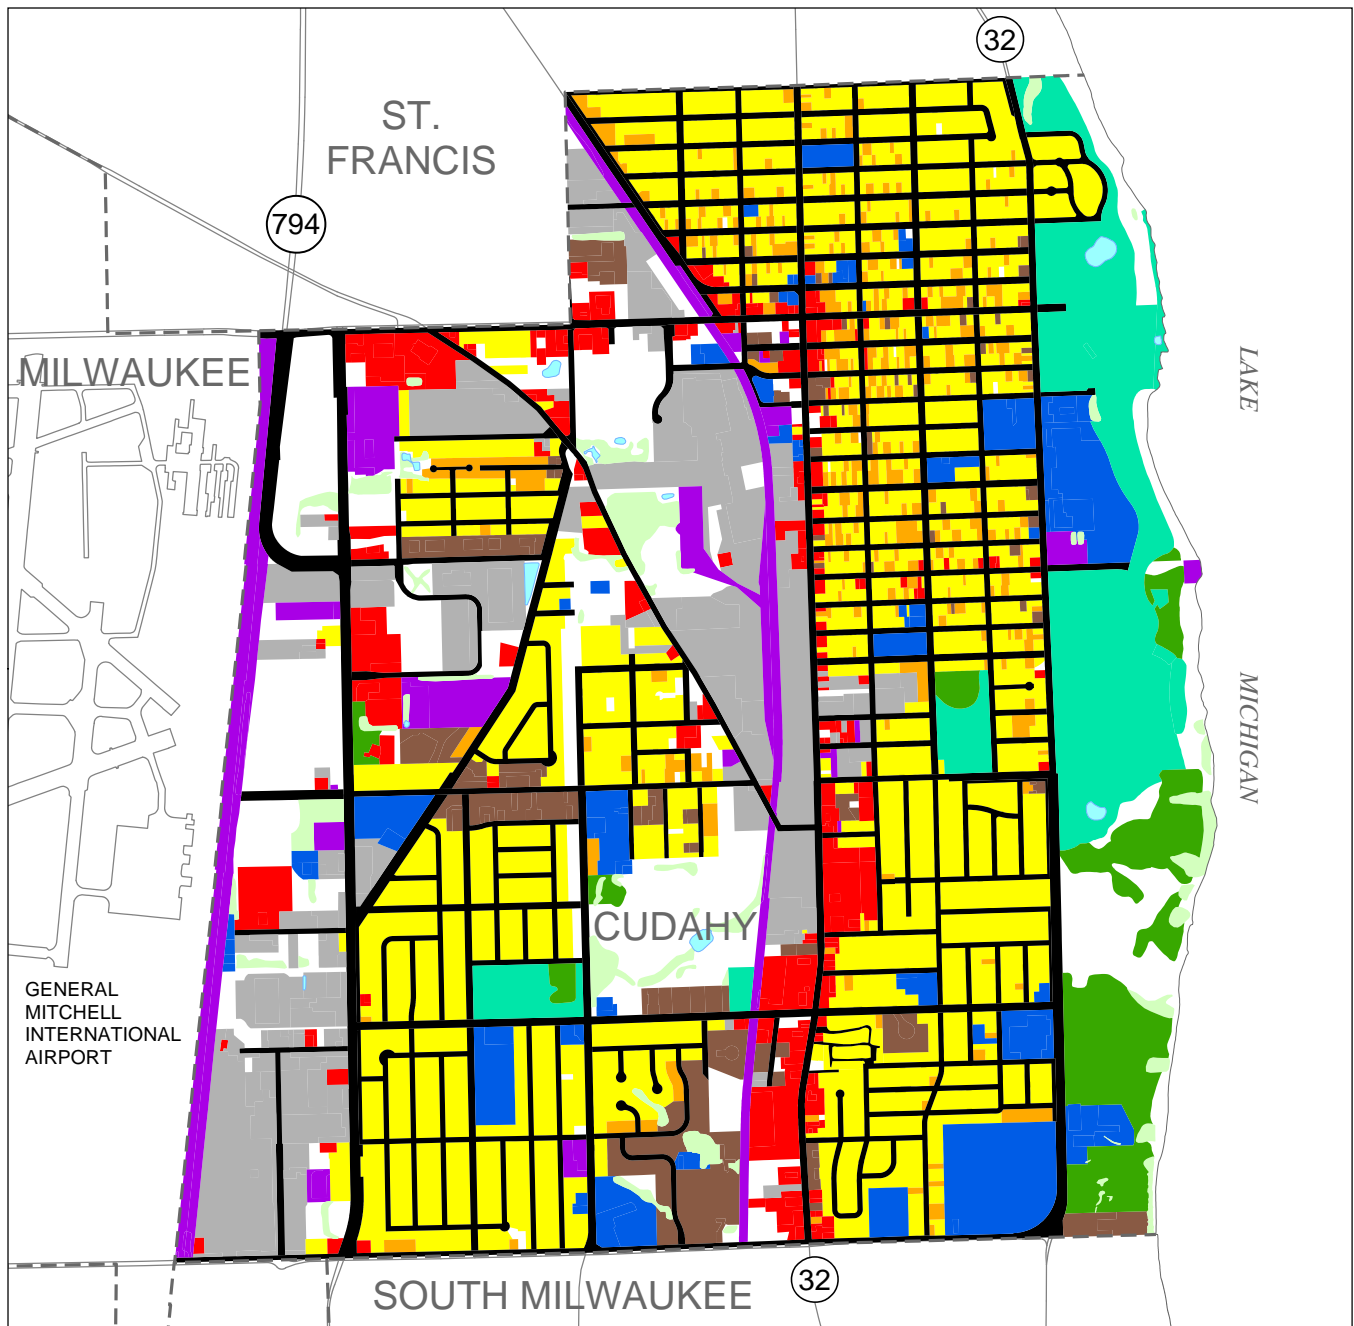 32
ST.
FRANCIS
794
MILWAUKEE
LAKE
MICHIGAN
CUDAHY
GENERAL
MITCHELL
INTERNATIONAL
AIRPORT
SOUTH MILWAUKEE
32